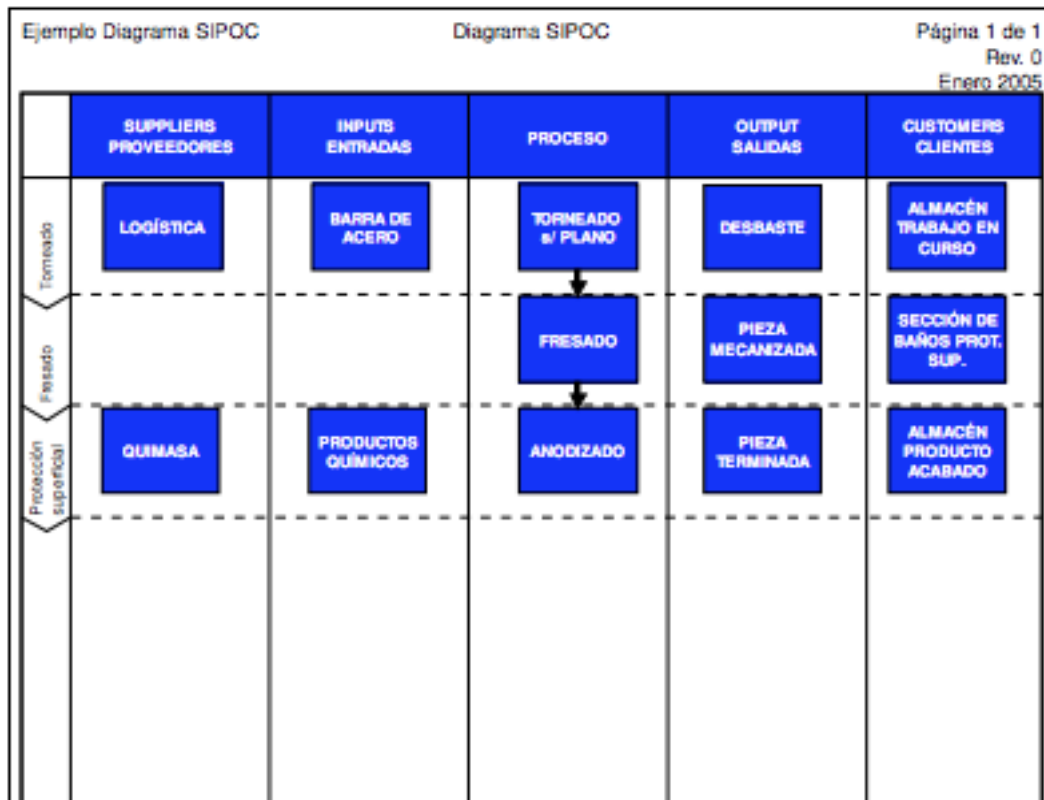 Ejemplo Diagrama SIPOC
Diagrama SIPOC
Página 1 de 1
Rev. 0
Enero 2005
SUPPLIERS
PROVEEDORES
INPUTS
ENTRADAS
PROCESO
OUTPUT
SALIDAS
CUSTOMERS
CLIENTES
Torneado
LOGÍSTICA
BARRA DE
ACERO
TORNEADO
s/ PLANO
DESBASTE
ALMACÉN
TRABAJO EN
CURSO
Fresado
FRESADO
PIEZA
MECANIZADA
SECCIÓN DE
BAÑOS PROT.
SUP.
Protección
superficial
QUIMASA
PRODUCTOS
QUÍMICOS
ANODIZADO
PIEZA
TERMINADA
ALMACÉN
PRODUCTO
ACABADO